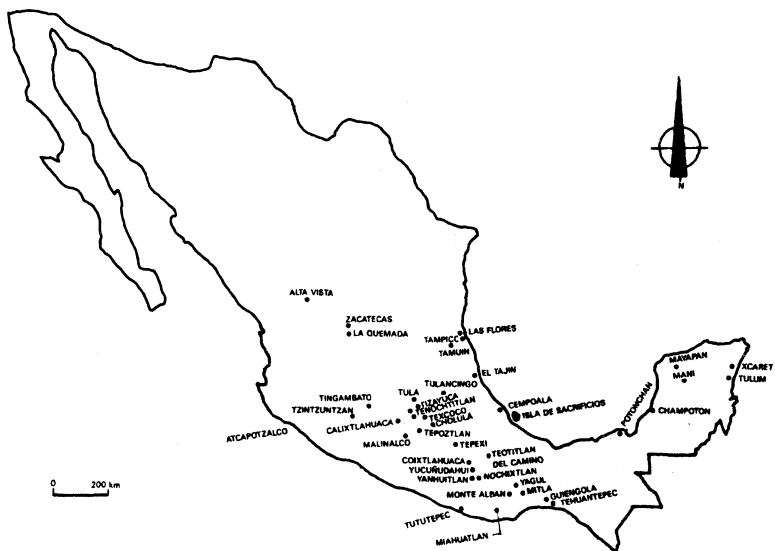 N
ALTA VISTA
ZACATECAS
LA QUEMADA
LAS FLORES
TAMPICC
TAMUIN
MAYAPAN
MANI
XCARET
TULUM
EL TAJIN
TULANCINGO
TULA
TIZAYUCA
TENOCHTITLAN
TINGAMBATO
TZINTZUNTZAN
TEXCOCO
CHOLULA
CEMPOALA
ISLA DE SACRIFICIOS
POTONCHAN
CHAMPOTON
CALIXTLAHUACA
ATCAPOTZALCO
MALINALCO
TEPOZTLAN
TEPEXI
TEOTITLAN
DEL CAMINO
COIXTLAHUACA
YUCUÑUDAHUI
YANHUITLAN
NOCHIXTLAN
YAGUL
MONTE ALBAN
MITLA
GUIENGOLA
TEHUANTEPEC
TUTUTEPEC
MIAHUATLAN
0 200 km